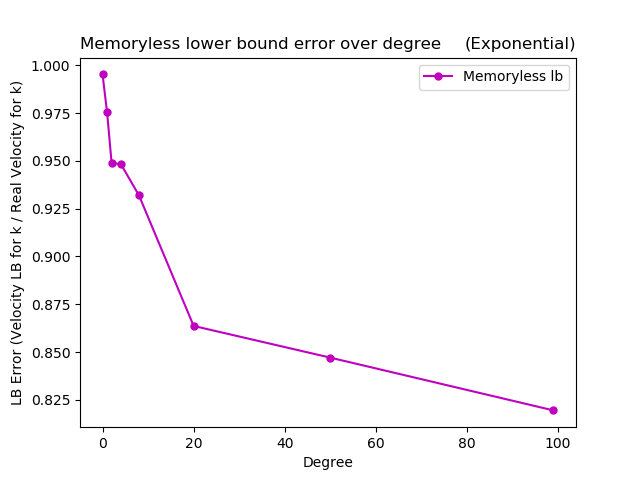 Memoryless lower bound error over degree (Exponential)
Memoryless lb
LB Error (Velocity LB for k / Real Velocity for k)
1.000
0.975
0.950
0.925
0.900
0.875
0.850
0.825
0 20 40 60 80 100
Degree